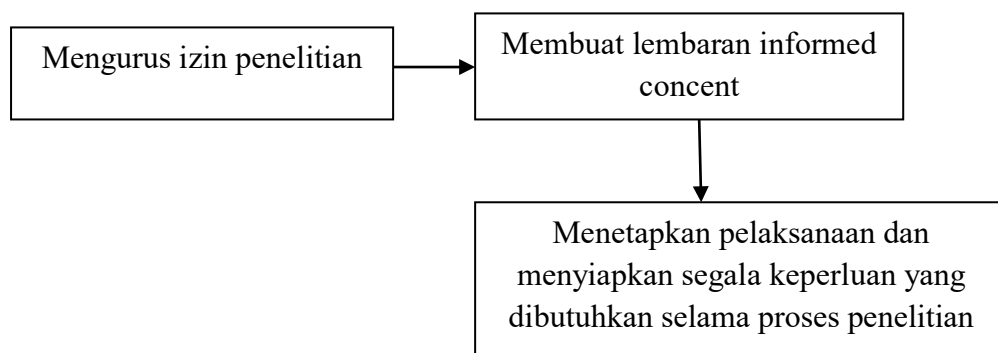 Mengurus izin penelitian
Membuat lembaran informed
concent
Menetapkan pelaksanaan dan
menyiapkan segala keperluan yang
dibutuhkan selama proses penelitian